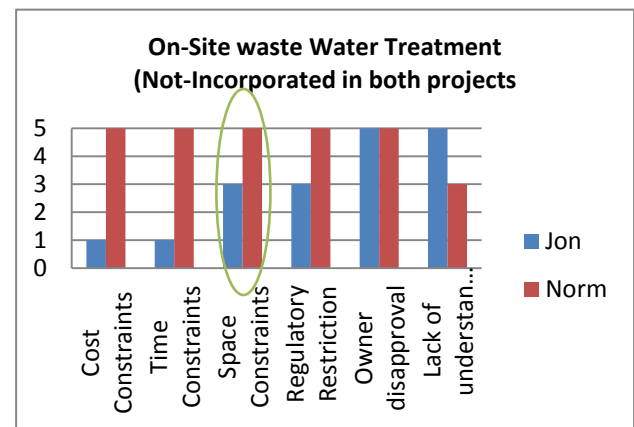 On-Site waste Water Treatment
(Not-Incorporated in both projects
5
4
3
2
1
0
Cost
Constraints
Time
Constraints
Space
Constraints
Regulatory
Restriction
Owner
disapproval
Lack of
understan...
Jon
Norm